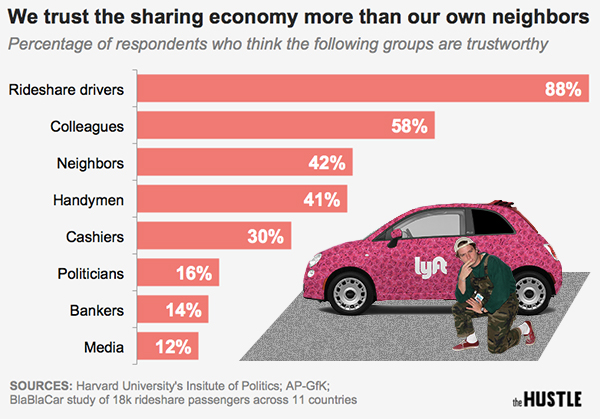 We trust the sharing economy more than our own neighbors
Percentage of respondents who think the following groups are trustworthy
Rideshare drivers 88%
Colleagues 58%
Neighbors 42%
Handymen 41%
Cashiers 30%
Politicians 16%
Bankers 14%
Media 12%
lyft
SOURCES: Harvard University's Insitute of Politics; AP-GfK;
BlaBlaCar study of 18k rideshare passengers across 11 countries
the HUSTLE